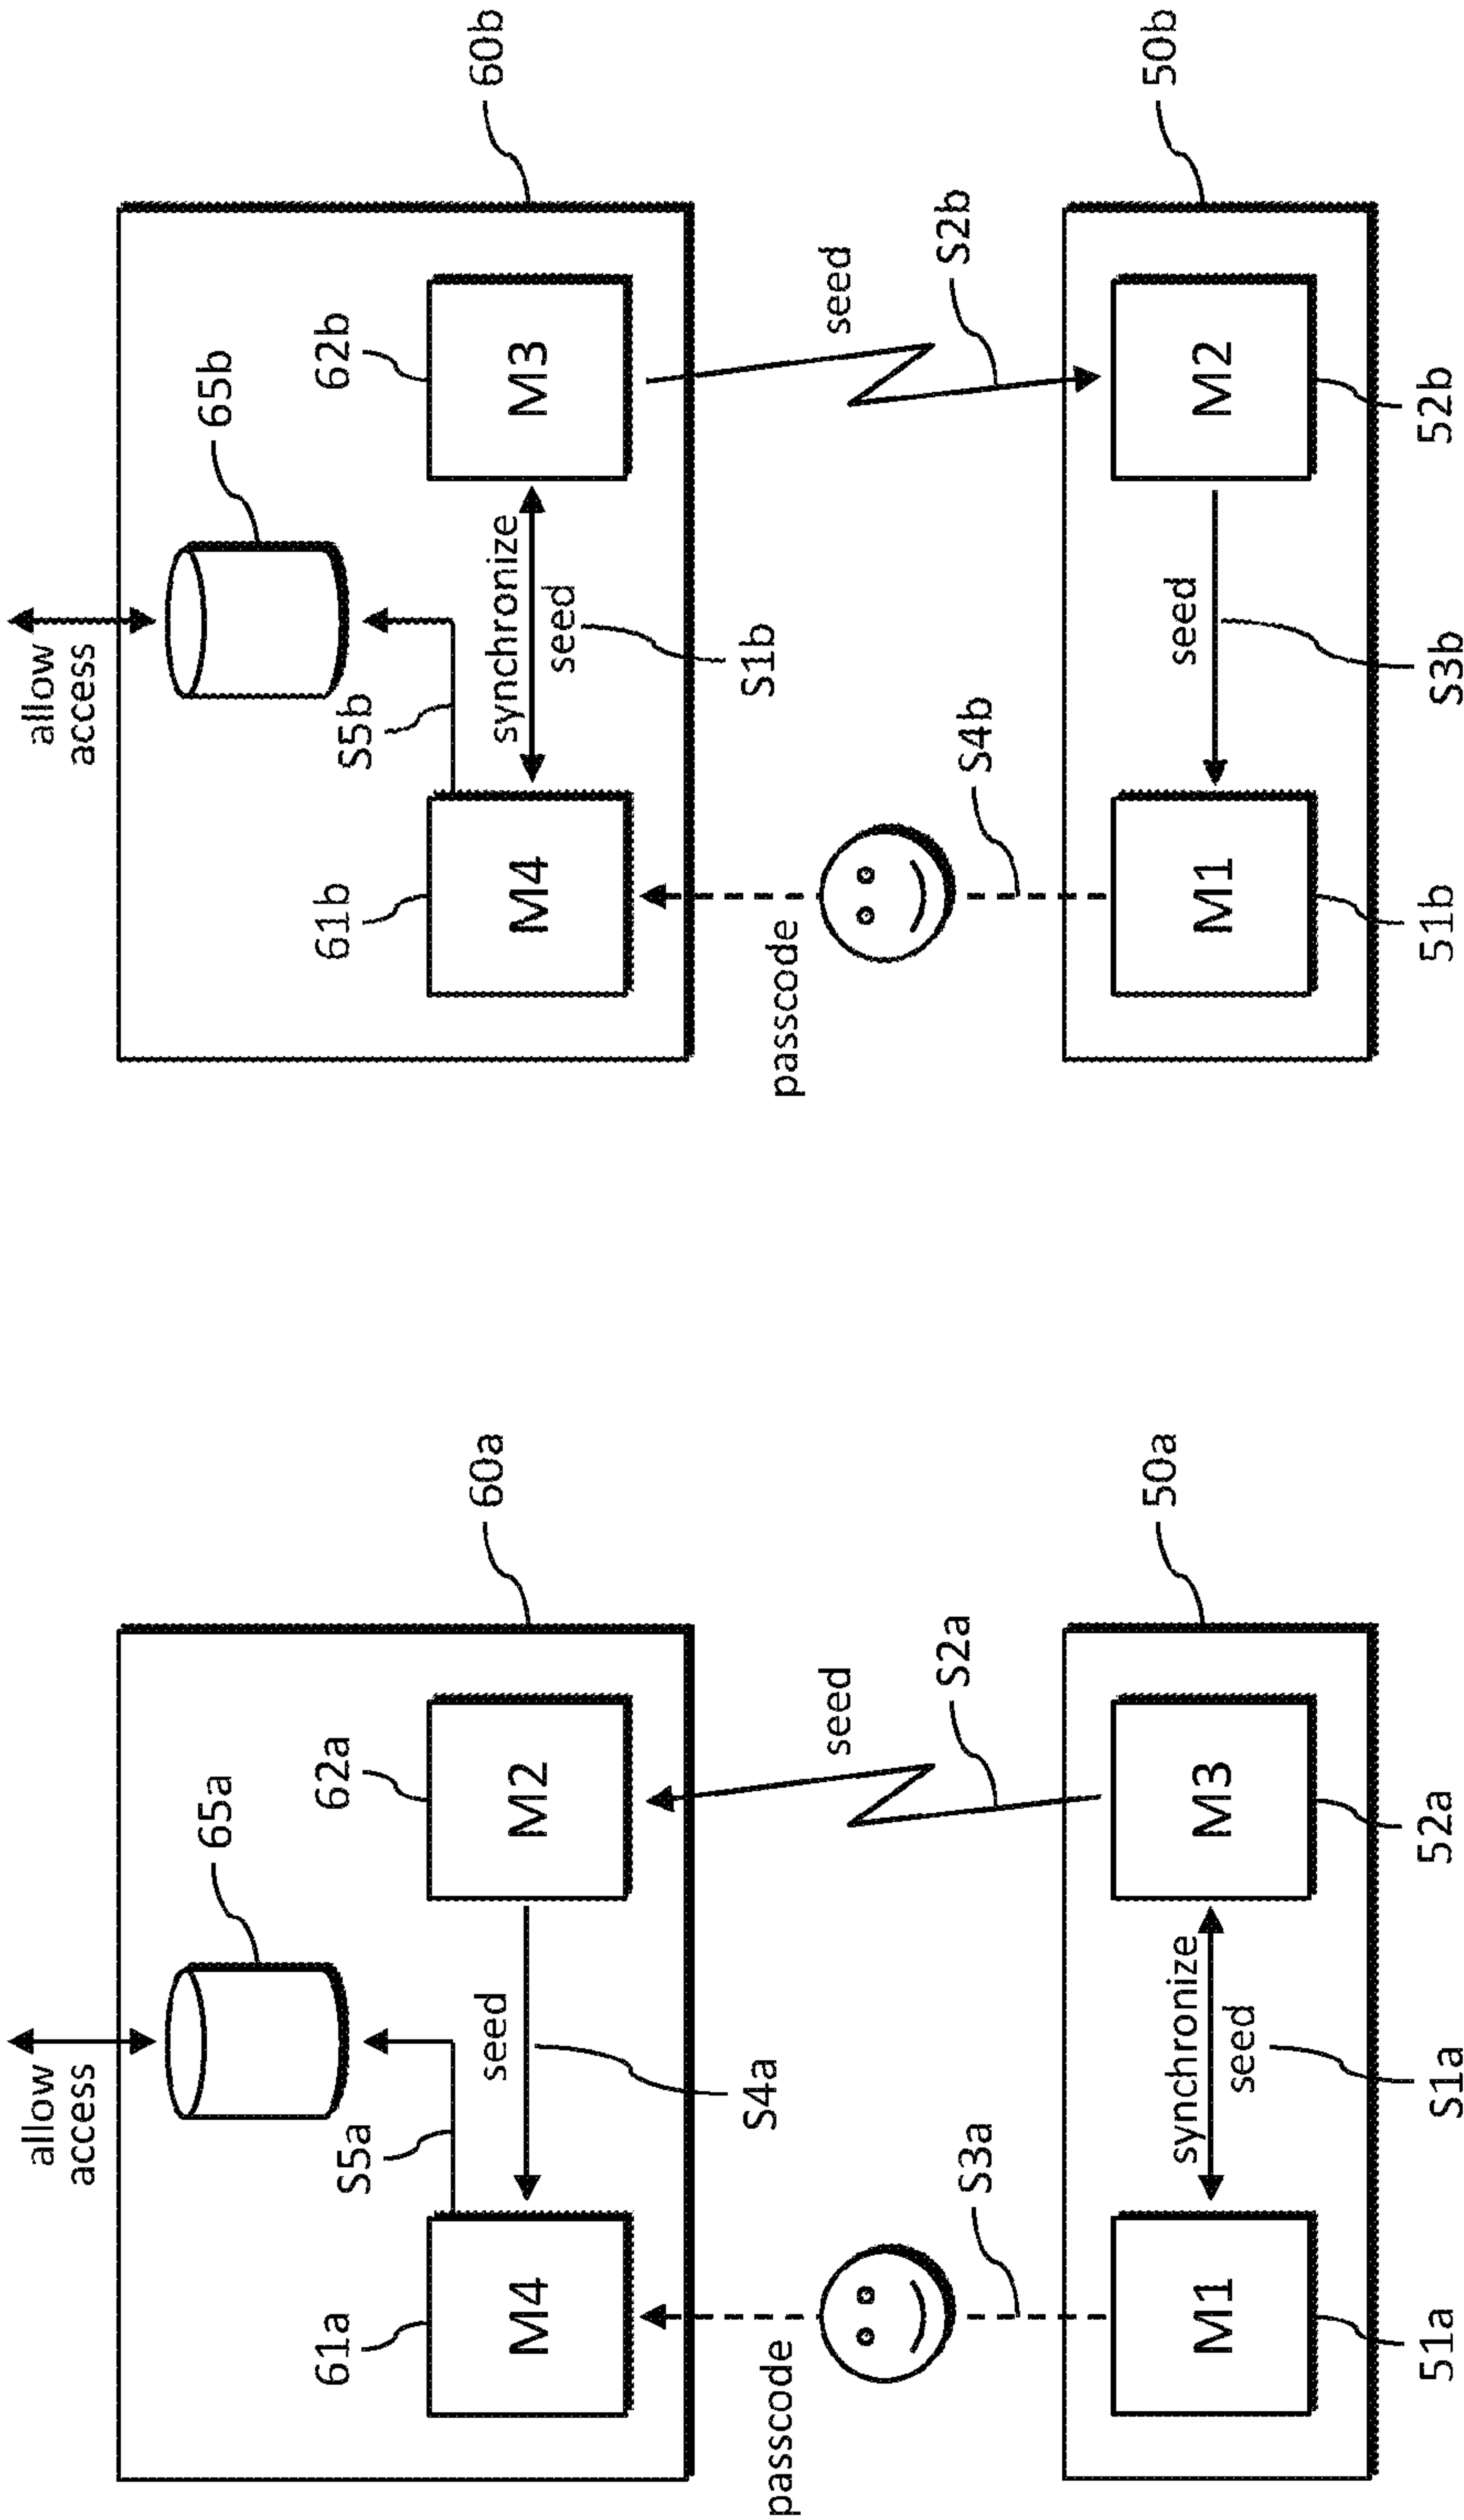 allow
access
65a
60a
61a
S5a
62a
M4
seed
M2
S4a
passcode
seed
S3a
S2a
50a
M1
synchronize
seed
M3
51a
S1a
52a
allow
access
65b
60b
61b
S5b
62b
M4
synchronize
seed
M3
S1b
passcode
seed
S4b
S2b
50b
M1
seed
M2
51b
S3b
52b